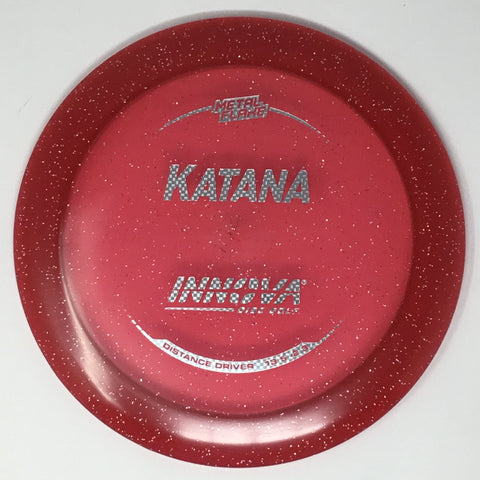 METAL
FLAKE
KATANA
INNOVA
DISC GOLF
DISTANCE DRIVER